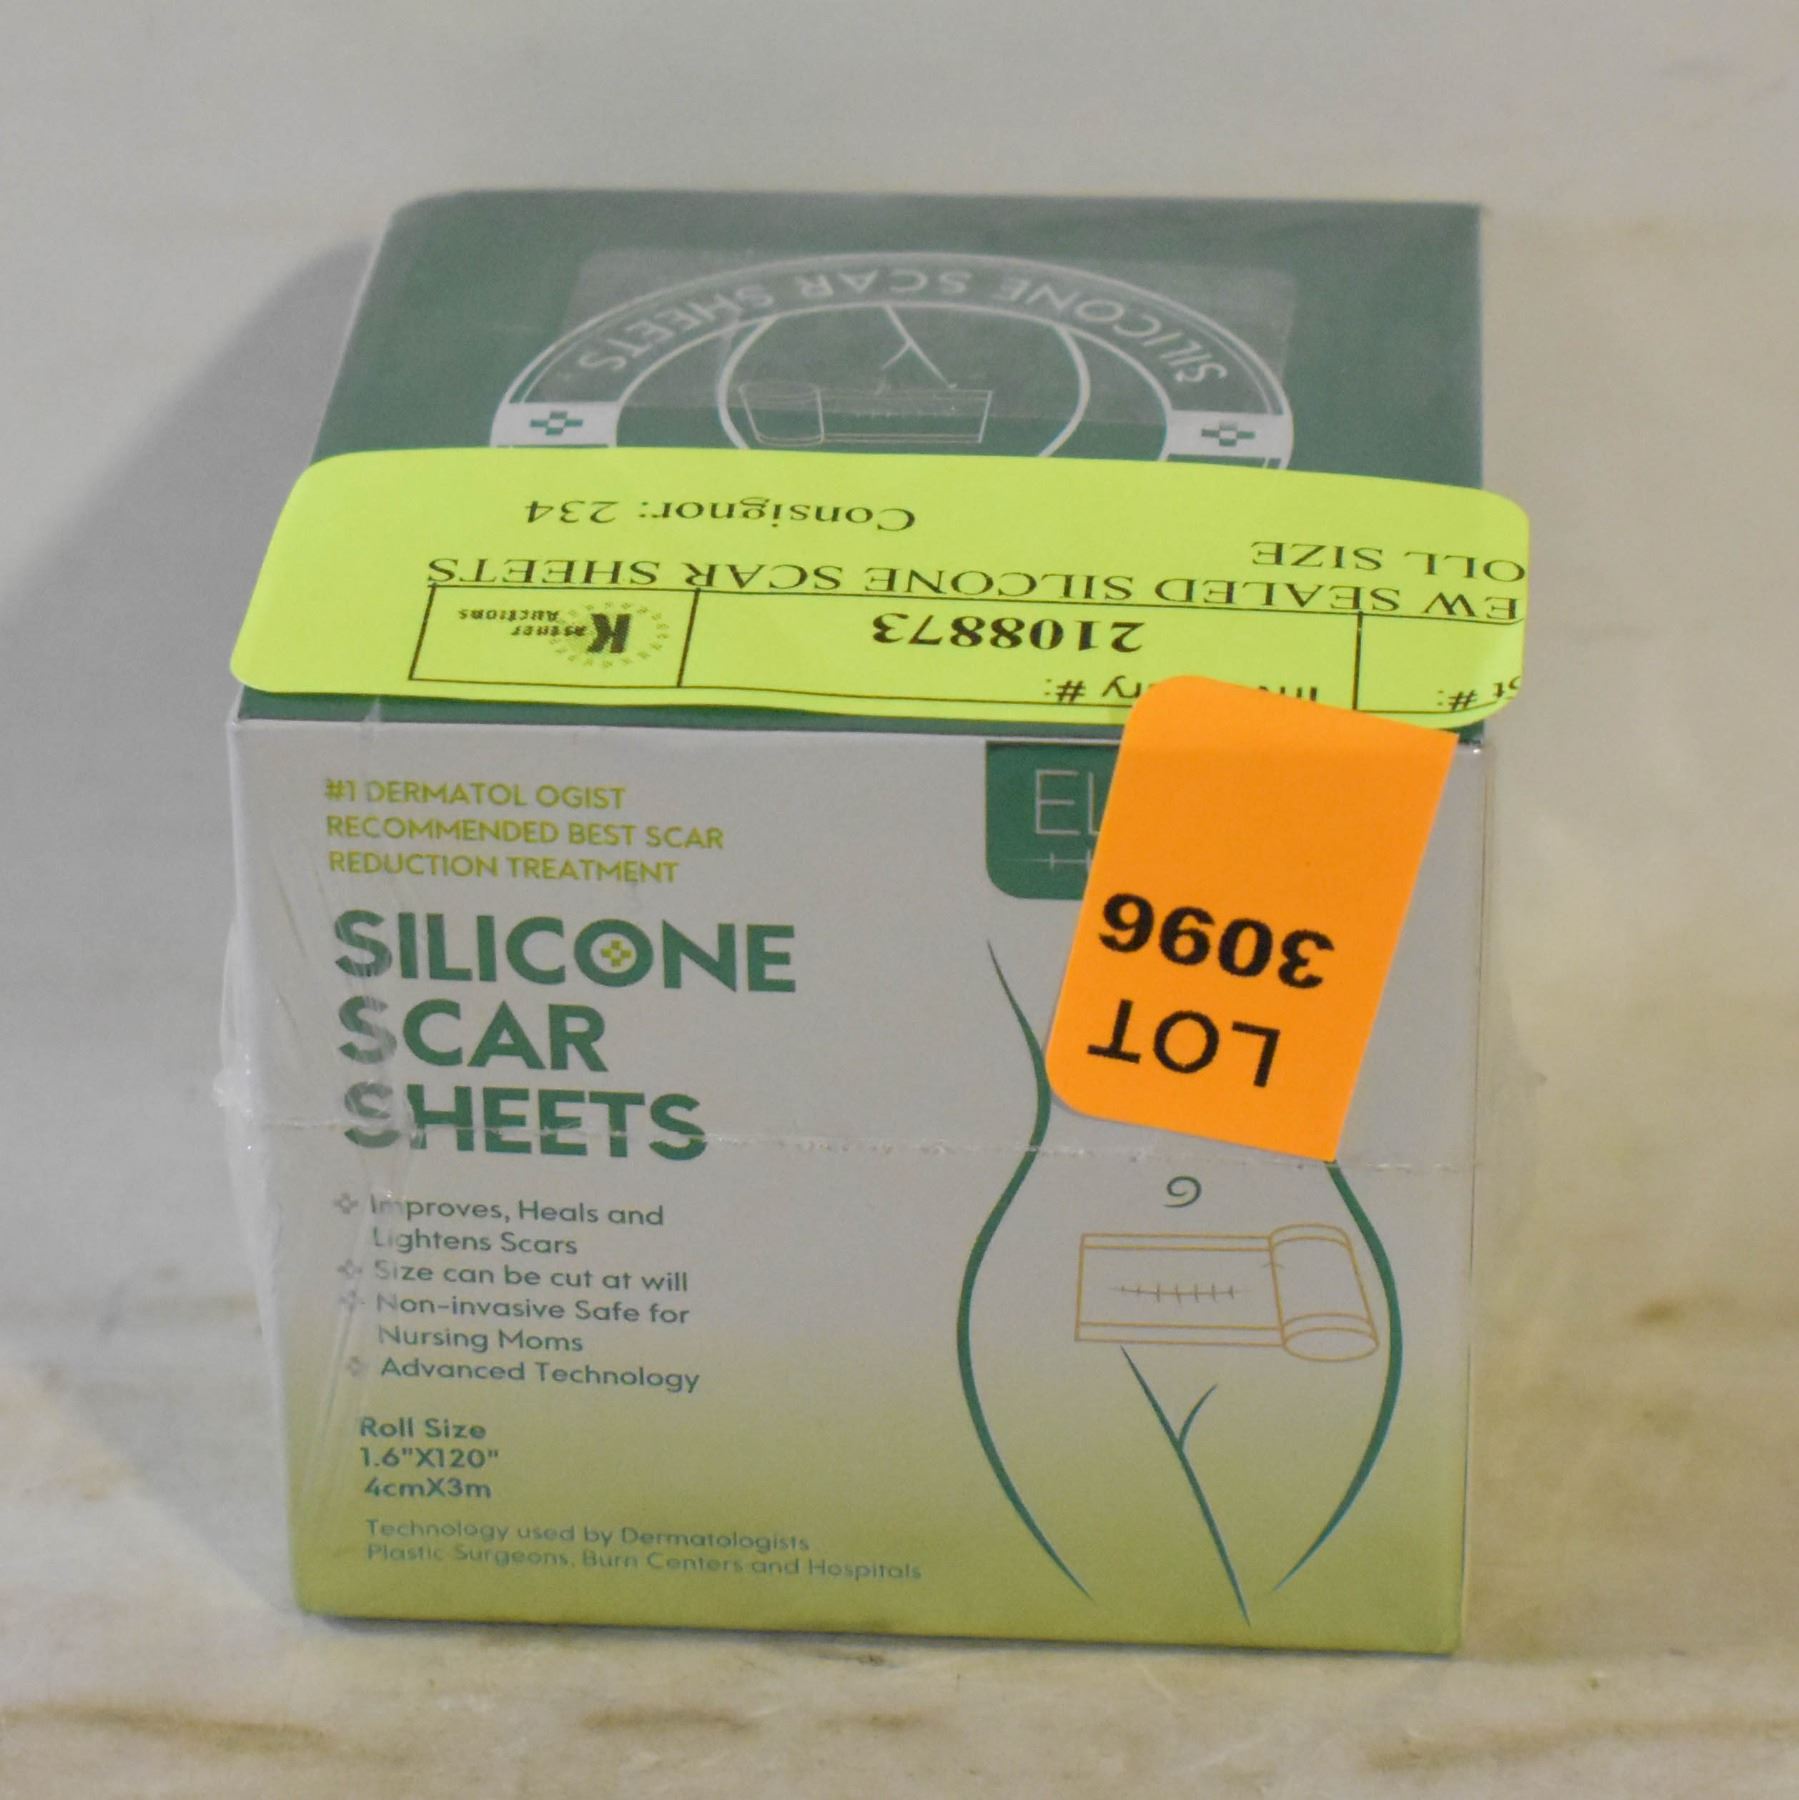 SILICONE SCAR SHEETS
Consignor: 234
OLL SIZE
EW SEALED SILCONE SCAR SHEETS
2108873
Kastner
AUCTIONS
#:
LOT
3096
#1 DERMATOL OGIST
RECOMMENDED BEST SCAR
REDUCTION TREATMENT
SILICONE
SCAR
SHEETS
Improves, Heals and
Lightens Scars
Size can be cut at will
Non-invasive Safe for
Nursing Moms
Advanced Technology
Roll Size
1.6"X120"
4cmX3m
Technology used by Dermatologists
Plastic Surgeons, Burn Centers and Hospitals